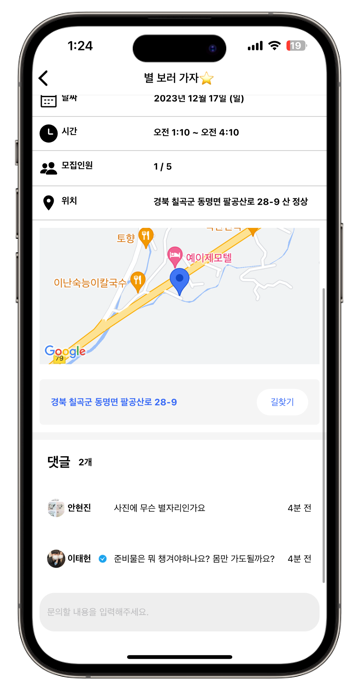 1:24
19
별 보러 가자⭐
날짜
2023년 12월 17일 (일)
시간
오전 1:10 ~ 오전 4:10
모집인원
1 / 5
위치
경북 칠곡군 동명면 팔공산로 28-9 산 정상
토향
예이제모텔
이난숙능이칼국수
Google
79
경북 칠곡군 동명면 팔공산로 28-9
길찾기
댓글 2개
안현진 사진에 무슨 별자리인가요 4분 전
이태헌 준비물은 뭐 챙겨야하나요? 몸만 가도될까요? 4분 전
문의할 내용을 입력해주세요.